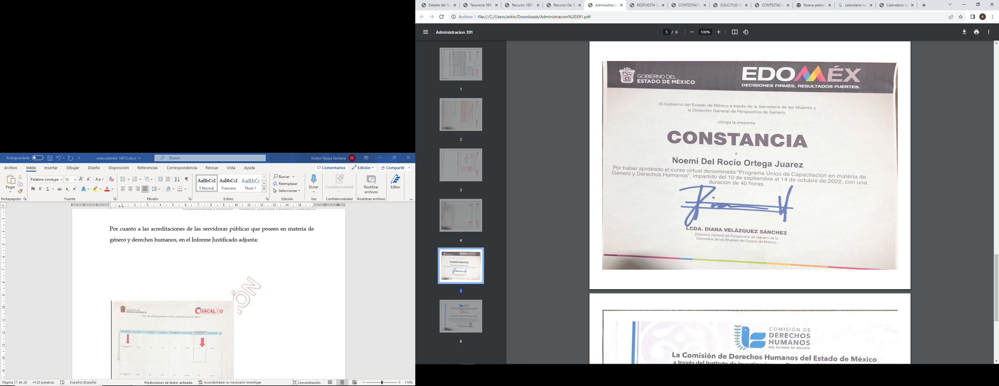 Autoguardado
antecedentes 16912.docx
Buscar
Evelyn Souza Santana
ES
Archivo
Inicio
Insertar
Dibujar
Diseño
Disposición
Referencias
Correspondencia
Revisar
Vista
Ayuda
Comentarios
Edición
Compartir
Palatino Linotype
12
Pegar
N K S ab
AaBbCcI
AaBbCcI
AaBbC
¶ Normal
Francesa
Título 1
Buscar
Reemplazar
Seleccionar
Dictar
Confidencialidad
Reutilizar
archivos
Editor
Portapapeles
Fuente
Párrafo
Estilos
Edición
Voz
Confidencialidad
Reutilizar archivos
Por cuanto a las acreditaciones de las servidoras públicas que poseen en materia de
género y derechos humanos, en el Informe Justificado adjunta:
GOBIERNO DEL
ESTADO DE MÉXICO
"2022. Año del Quincentenario de Toluca, Capital del Estado de México"
Página 17 de 26
4120 palabras
Español (España)
Predicciones de texto: activado
Accesibilidad: es necesario investigar
Concentración
110%
Detalle del Se
Tesoreria 391
Recurso 1691
Recurso De R
Administracio
RESPUESTA S
CONTESTACIO
SOLICITUD 39
CONTESTACIO
Nueva pestañ
calendario inf
Calendario in
Archivo
file:///C:/Users/arkin/Downloads/Administracion%20391.pdf
Administracion 391
5 / 6
100%
1
2
3
4
5
6
GOBIERNO DEL
ESTADO DE MÉXICO
EDOMÉX
DECISIONES FIRMES, RESULTADOS FUERTES.
El Gobierno del Estado de México a través de la Secretaría de las Mujeres y
la Dirección General de Perspectiva de Género,
otorga la presente
CONSTANCIA
a
Noemí Del Rocío Ortega Juarez
Por haber aprobado el curso virtual denominado "Programa Único de Capacitación en materia de
Género y Derechos Humanos", impartido del 10 de septiembre al 14 de octubre de 2022, con una
duración de 40 horas.
LCDA. DIANA VELÁZQUEZ SÁNCHEZ
Directora General de Perspectiva de Género de la
Secretaría de las Mujeres del Estado de México
COMISIÓN DE
DERECHOS
HUMANOS
DEL ESTADO DE MÉXICO
La Comisión de Derechos Humanos del Estado de México